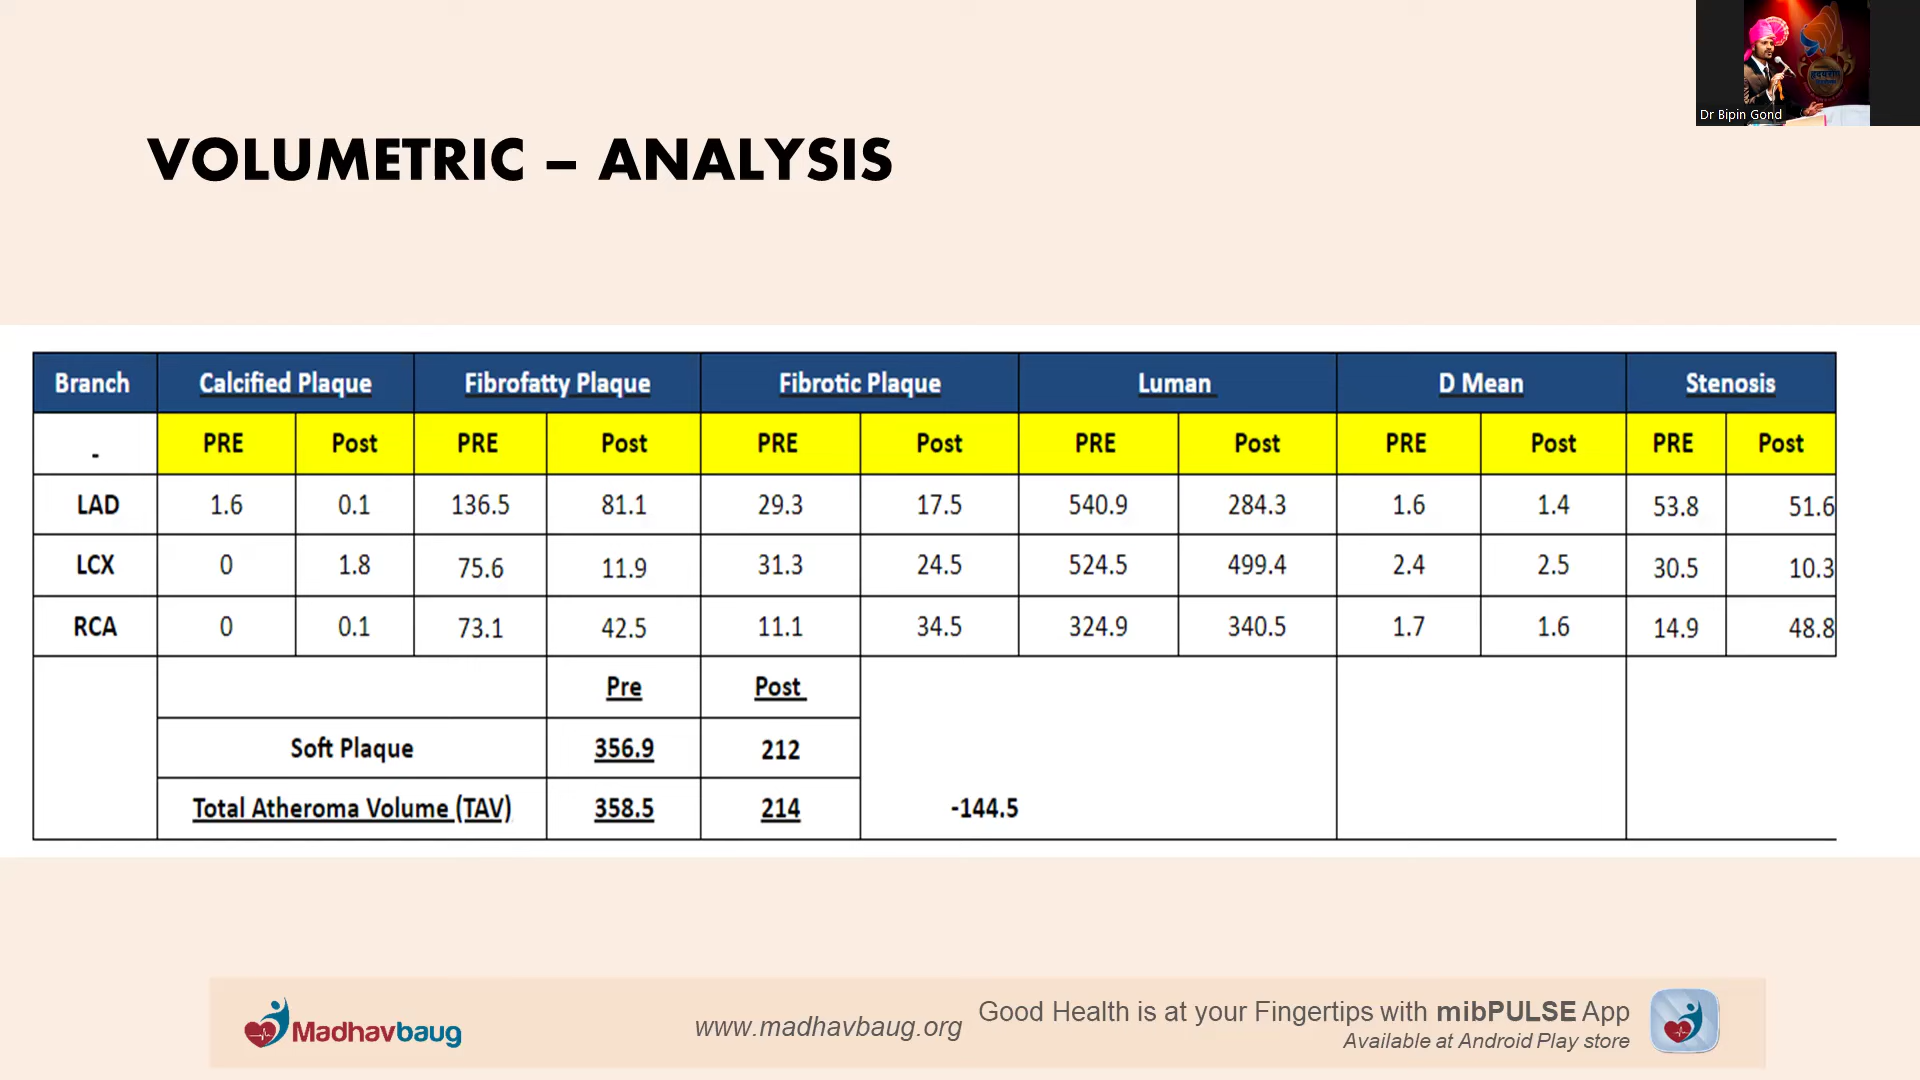 Dr Bipin Gond
VOLUMETRIC – ANALYSIS
Branch Calcified Plaque Fibrofatty Plaque Fibrotic Plaque Luman D Mean Stenosis
- PRE Post PRE Post PRE Post PRE Post PRE Post PRE Post
LAD 1.6 0.1 136.5 81.1 29.3 17.5 540.9 284.3 1.6 1.4 53.8 51.6
LCX 0 1.8 75.6 11.9 31.3 24.5 524.5 499.4 2.4 2.5 30.5 10.3
RCA 0 0.1 73.1 42.5 11.1 34.5 324.9 340.5 1.7 1.6 14.9 48.8
Pre Post
Soft Plaque 356.9 212
Total Atheroma Volume (TAV) 358.5 214 -144.5
Madhavbaug
www.madhavbaug.org
Good Health is at your Fingertips with mibPULSE App
Available at Android Play store